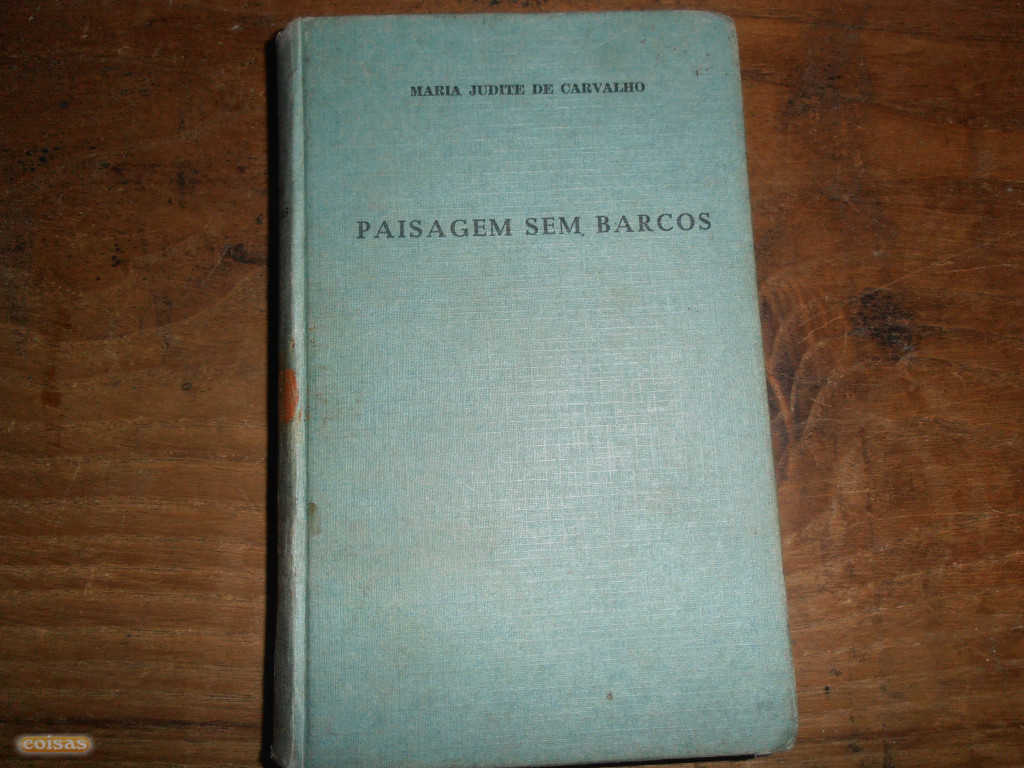 MARIA JUDITE DE CARVALHO
PAISAGEM SEM BARCOS
coisas